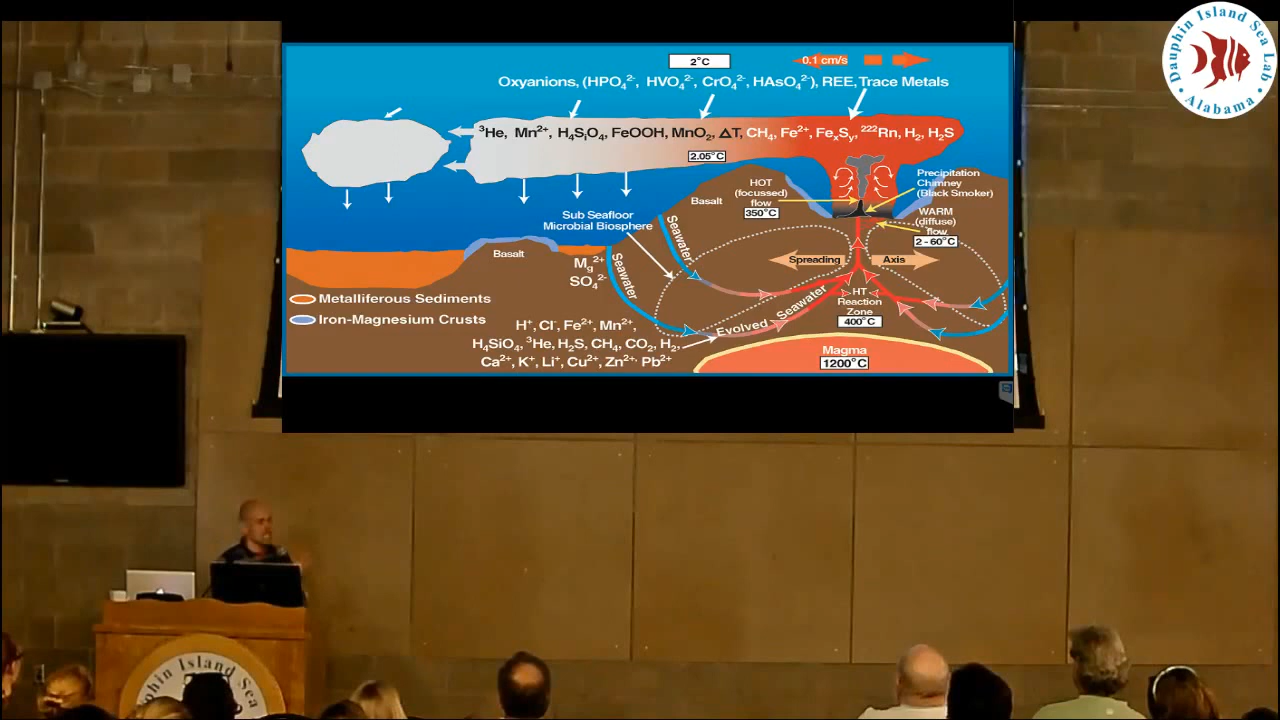 Dauphin Island Sea Lab
Alabama
2°C
0.1 cm/s
Oxyanions, (HPO₄²⁻, HVO₄²⁻, CrO₄²⁻, HAsO₄²⁻), REE, Trace Metals
³He, Mn²⁺, H₄SᵢO₄, FeOOH, MnO₂, ΔT, CH₄, Fe²⁺, FeₓSᵧ, ²²²Rn, H₂, H₂S
2.05°C
HOT
(focussed)
flow
350°C
Precipitation
Chimney
(Black Smoker)
Basalt
WARM
(diffuse)
flow
2 - 60°C
Sub Seafloor
Microbial Biosphere
Seawater
Basalt
Seawater
Mg²⁺
SO₄²⁻
Spreading Axis
Metalliferous Sediments
Iron-Magnesium Crusts
HT
Reaction
Zone
400°C
Evolved Seawater
H⁺, Cl⁻, Fe²⁺, Mn²⁺,
H₄SiO₄, ³He, H₂S, CH₄, CO₂, H₂,
Ca²⁺, K⁺, Li⁺, Cu²⁺, Zn²⁺, Pb²⁺
Magma
1200°C
Dauphin Island Sea